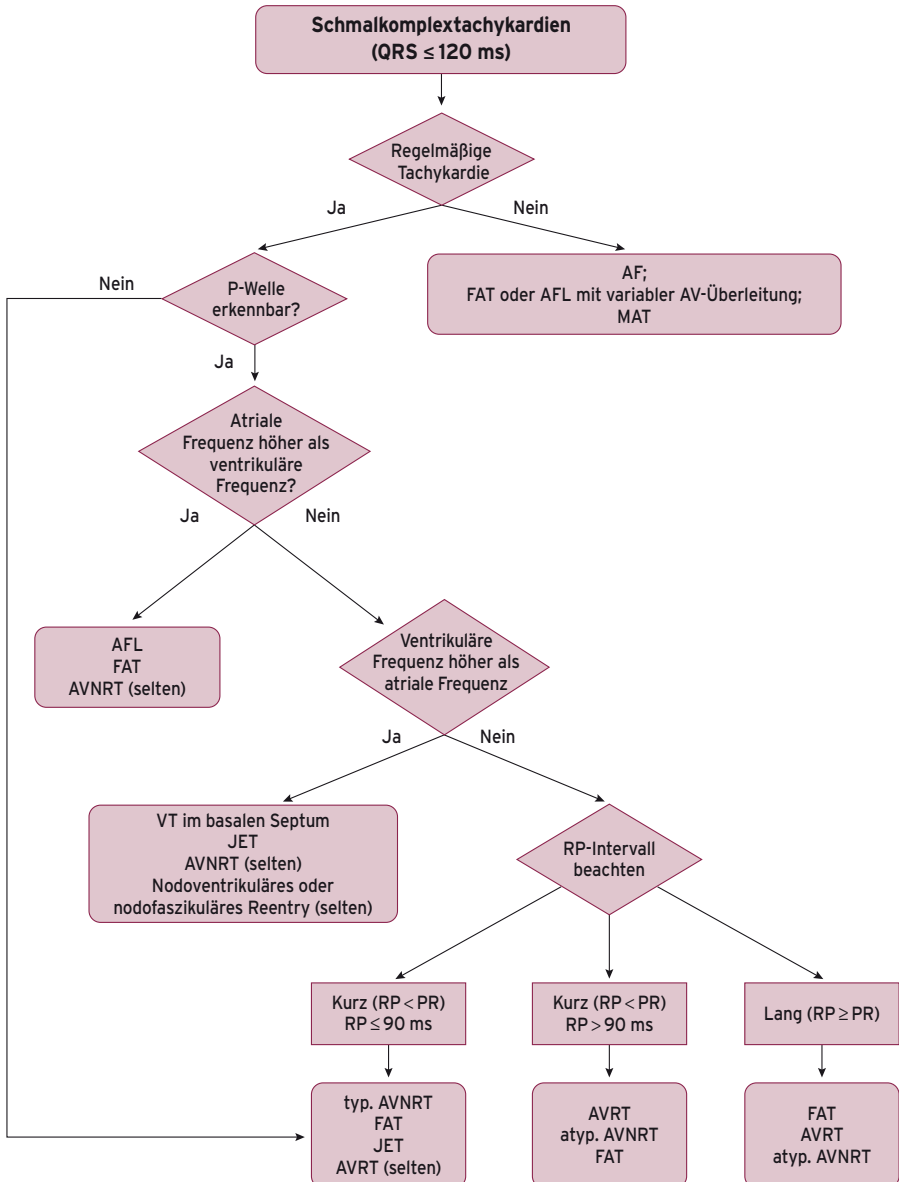 Schmalkomplextachykardien
(QRS ≤ 120 ms)
Regelmäßige
Tachykardie
Ja
Nein
AF;
FAT oder AFL mit variabler AV-Überleitung;
MAT
Nein
P-Welle
erkennbar?
Ja
Atriale
Frequenz höher als
ventrikuläre
Frequenz?
Ja
Nein
AFL
FAT
AVNRT (selten)
Ventrikuläre
Frequenz höher als
atriale Frequenz
Ja
Nein
VT im basalen Septum
JET
AVNRT (selten)
Nodoventrikuläres oder
nodofaszikuläres Reentry (selten)
RP-Intervall
beachten
Kurz (RP < PR)
RP ≤ 90 ms
Kurz (RP < PR)
RP > 90 ms
Lang (RP ≥ PR)
typ. AVNRT
FAT
JET
AVRT (selten)
AVRT
atyp. AVNRT
FAT
FAT
AVRT
atyp. AVNRT